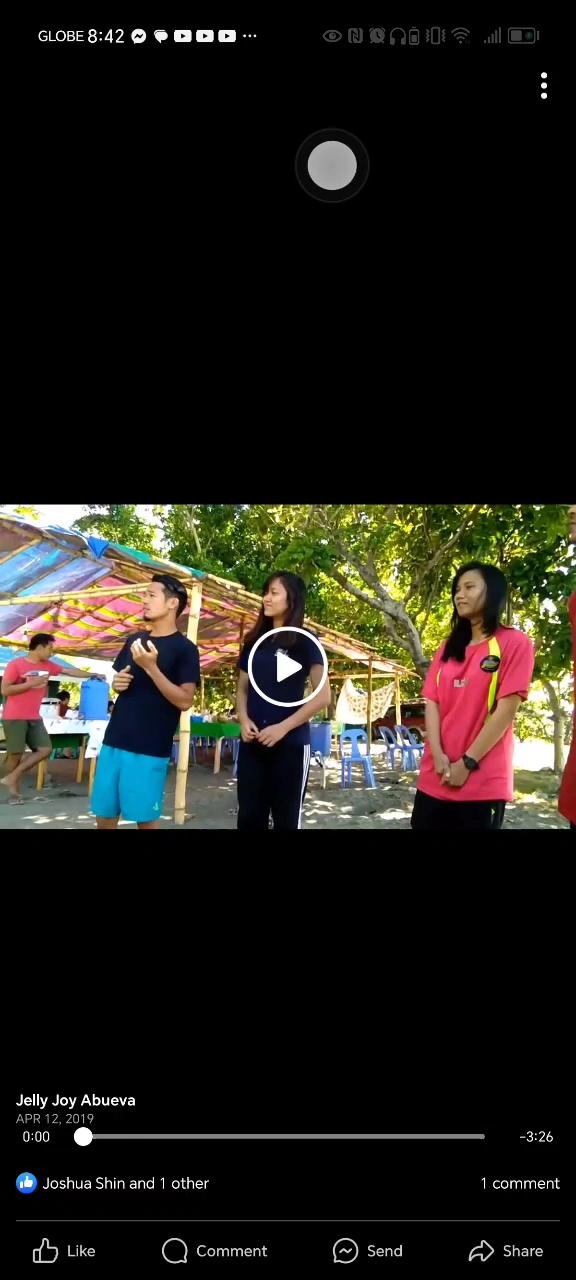 GLOBE 8:42
Jelly Joy Abueva
APR 12, 2019
0:00 -3:26
Joshua Shin and 1 other 1 comment
Like Comment Send Share